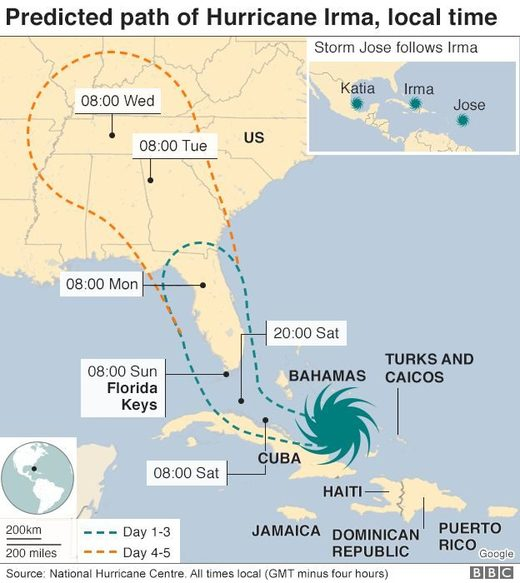 Predicted path of Hurricane Irma, local time
Storm Jose follows Irma
Katia
Irma
Jose
08:00 Wed
08:00 Tue
US
08:00 Mon
20:00 Sat
08:00 Sun
Florida
Keys
BAHAMAS
TURKS AND
CAICOS
CUBA
08:00 Sat
HAITI
JAMAICA
DOMINICAN
REPUBLIC
PUERTO
RICO
200km
200 miles
Day 1-3
Day 4-5
Google
Source: National Hurricane Centre. All times local (GMT minus four hours)
BBC